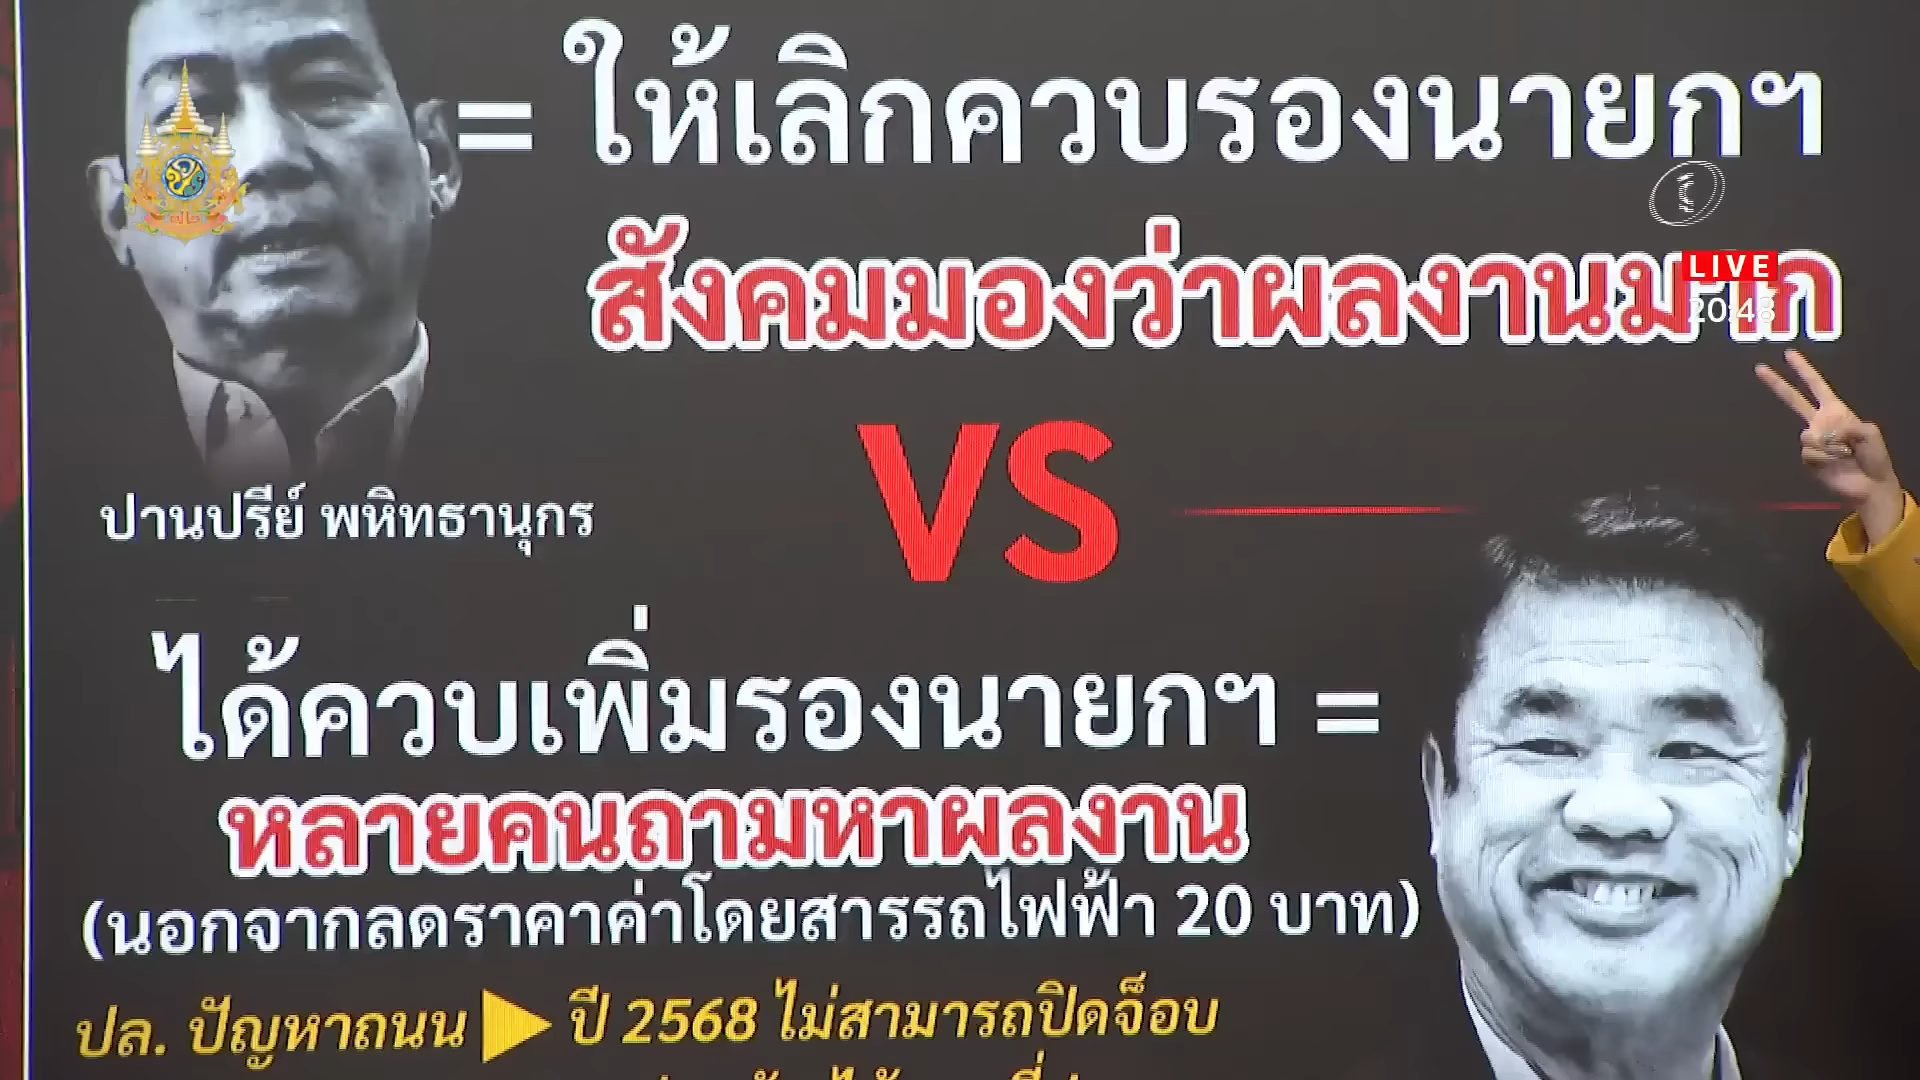 = ให้เลิกควบรองนายกฯ
สังคมมองว่าผลงานมาก
LIVE
20:48
VS
ปานปรีย์ พหิทธานุกร
ได้ควบเพิ่มรองนายกฯ =
หลายคนถามหาผลงาน
(นอกจากลดราคาค่าโดยสารรถไฟฟ้า 20 บาท)
ปล. ปัญหาถนน ▶ ปี 2568 ไม่สามารถปิดจ็อบ